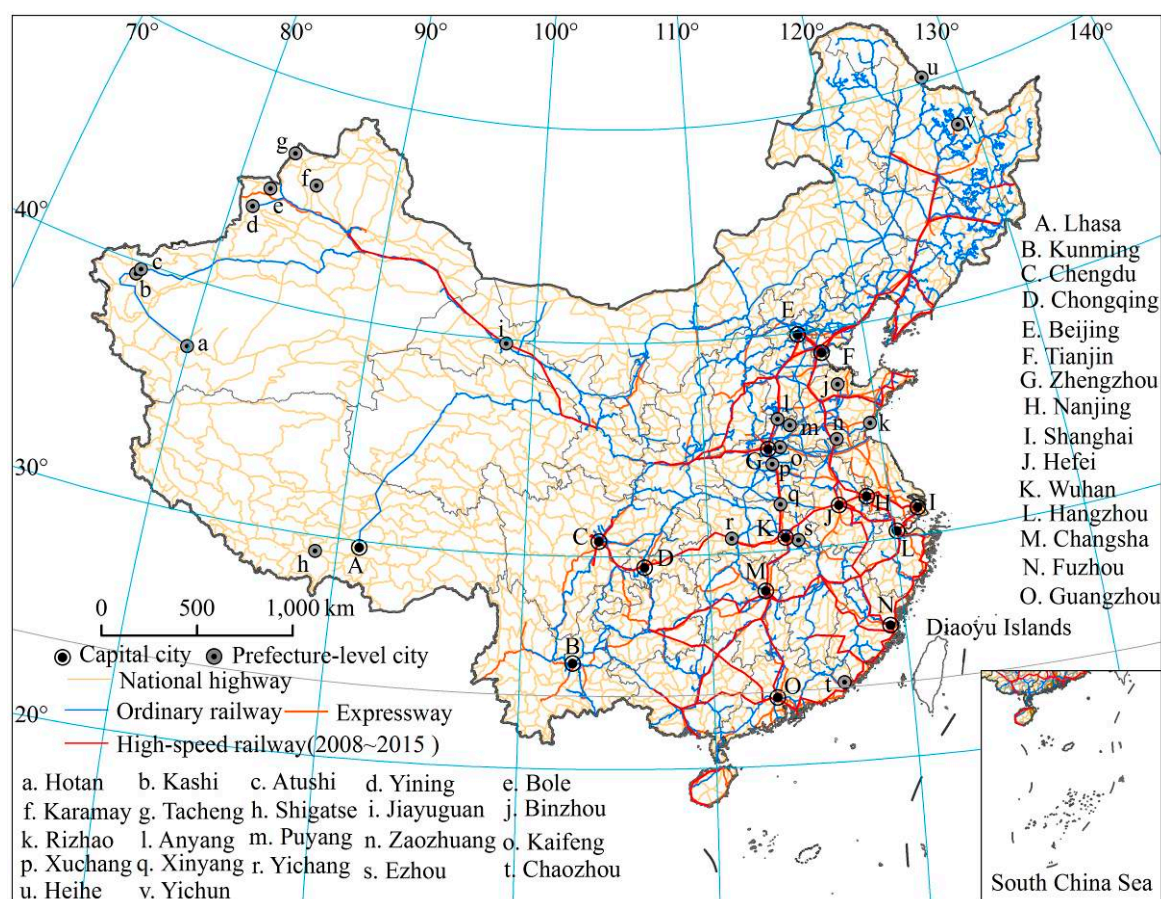 70° 80° 90° 100° 110° 120° 130° 140°
u
v
g
f
e
d
40°
c
b
a
i
E
F
j
l
m
n
k
G
o
p
q
30°
r
K
s
J
H
I
L
C
D
M
h
A
N
B
O
t
20°
A. Lhasa
B. Kunming
C. Chengdu
D. Chongqing
E. Beijing
F. Tianjin
G. Zhengzhou
H. Nanjing
I. Shanghai
J. Hefei
K. Wuhan
L. Hangzhou
M. Changsha
N. Fuzhou
O. Guangzhou
Diaoyu Islands
0 500 1,000 km
Capital city Prefecture-level city
National highway
Ordinary railway Expressway
High-speed railway(2008~2015 )
a. Hotan b. Kashi c. Atushi d. Yining e. Bole
f. Karamay g. Tacheng h. Shigatse i. Jiayuguan j. Binzhou
k. Rizhao l. Anyang m. Puyang n. Zaozhuang o. Kaifeng
p. Xuchang q. Xinyang r. Yichang s. Ezhou t. Chaozhou
u. Heihe v. Yichun
South China Sea